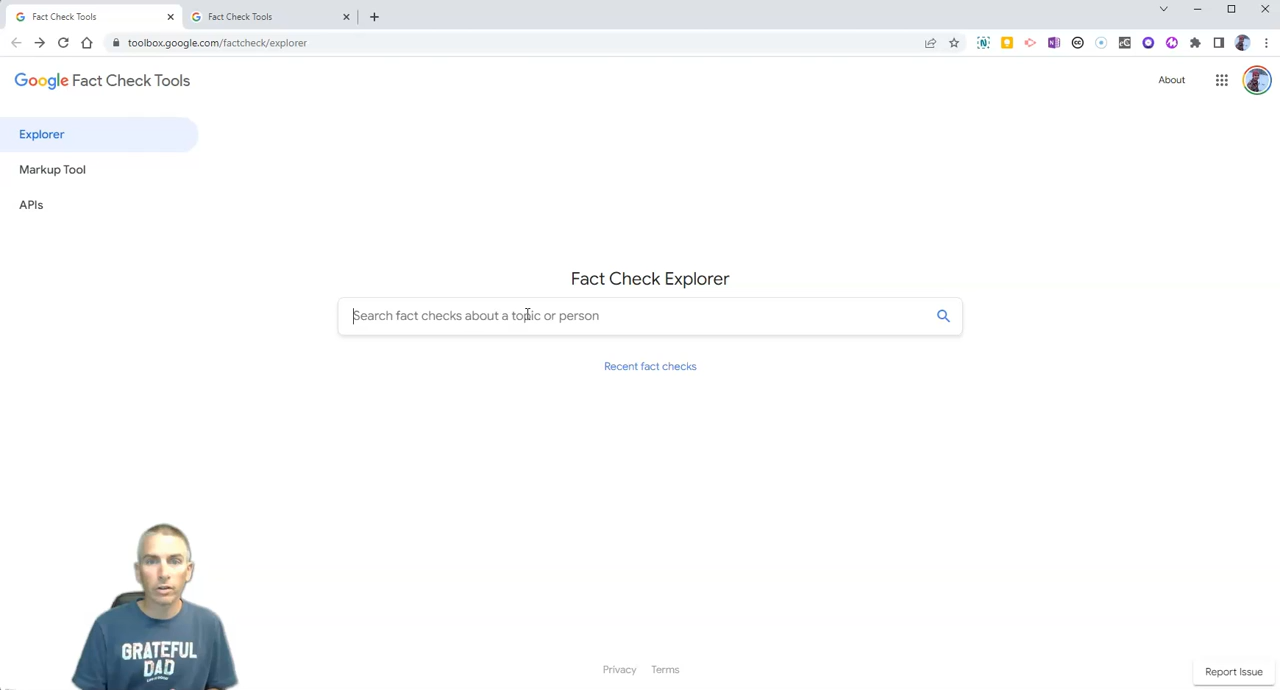 Fact Check Tools
Fact Check Tools
toolbox.google.com/factcheck/explorer
Google Fact Check Tools
About
Explorer
Markup Tool
APIs
Fact Check Explorer
Search fact checks about a topic or person
Recent fact checks
GRATEFUL
DAD
Privacy
Terms
Report Issue